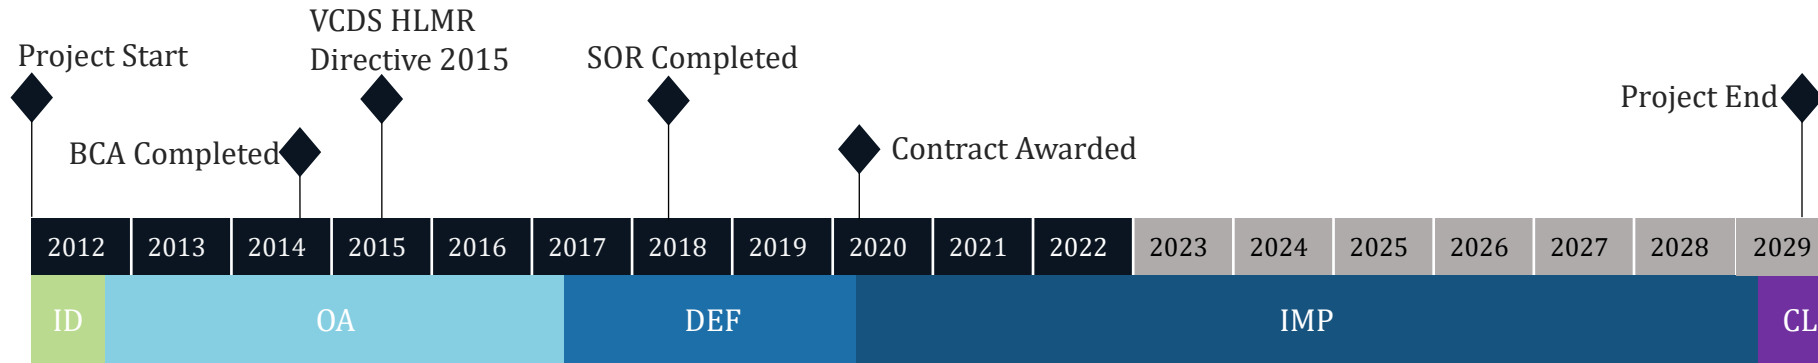 VCDS HLMR
Directive 2015
Project Start
SOR Completed
Project End
BCA Completed
Contract Awarded
2012 2013 2014 2015 2016 2017 2018 2019 2020 2021 2022 2023 2024 2025 2026 2027 2028 2029
ID OA DEF IMP CL